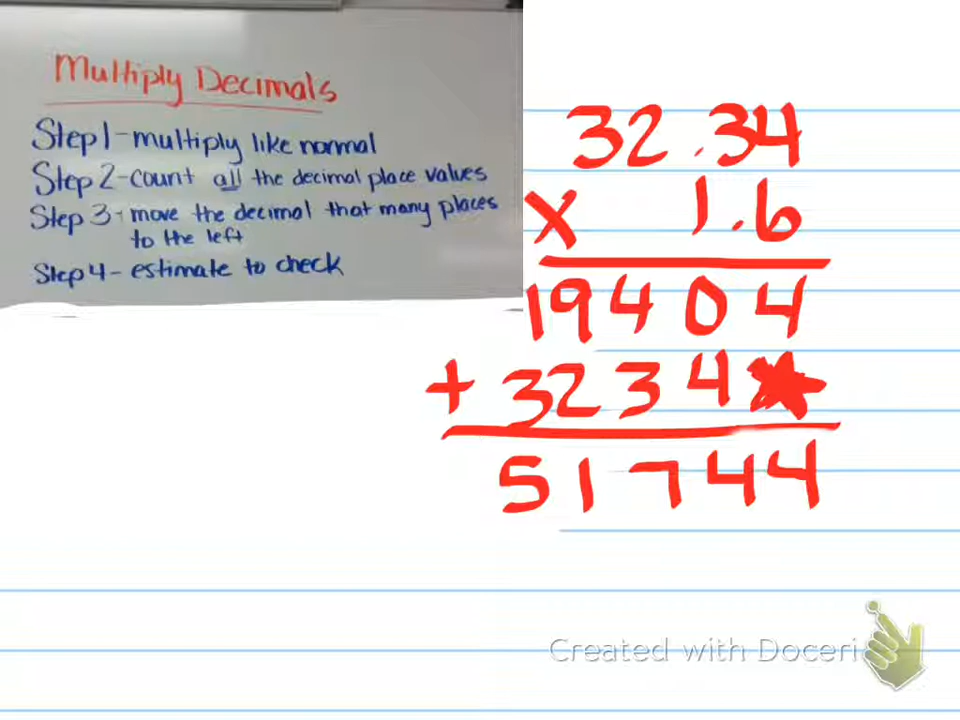 Multiply Decimals
Step 1 - multiply like normal
Step 2 - count all the decimal place values
Step 3 - move the decimal that many places
to the left
Step 4 - estimate to check
32.34
x 1.6
19404
+ 3234*
51744
Created with Doceri